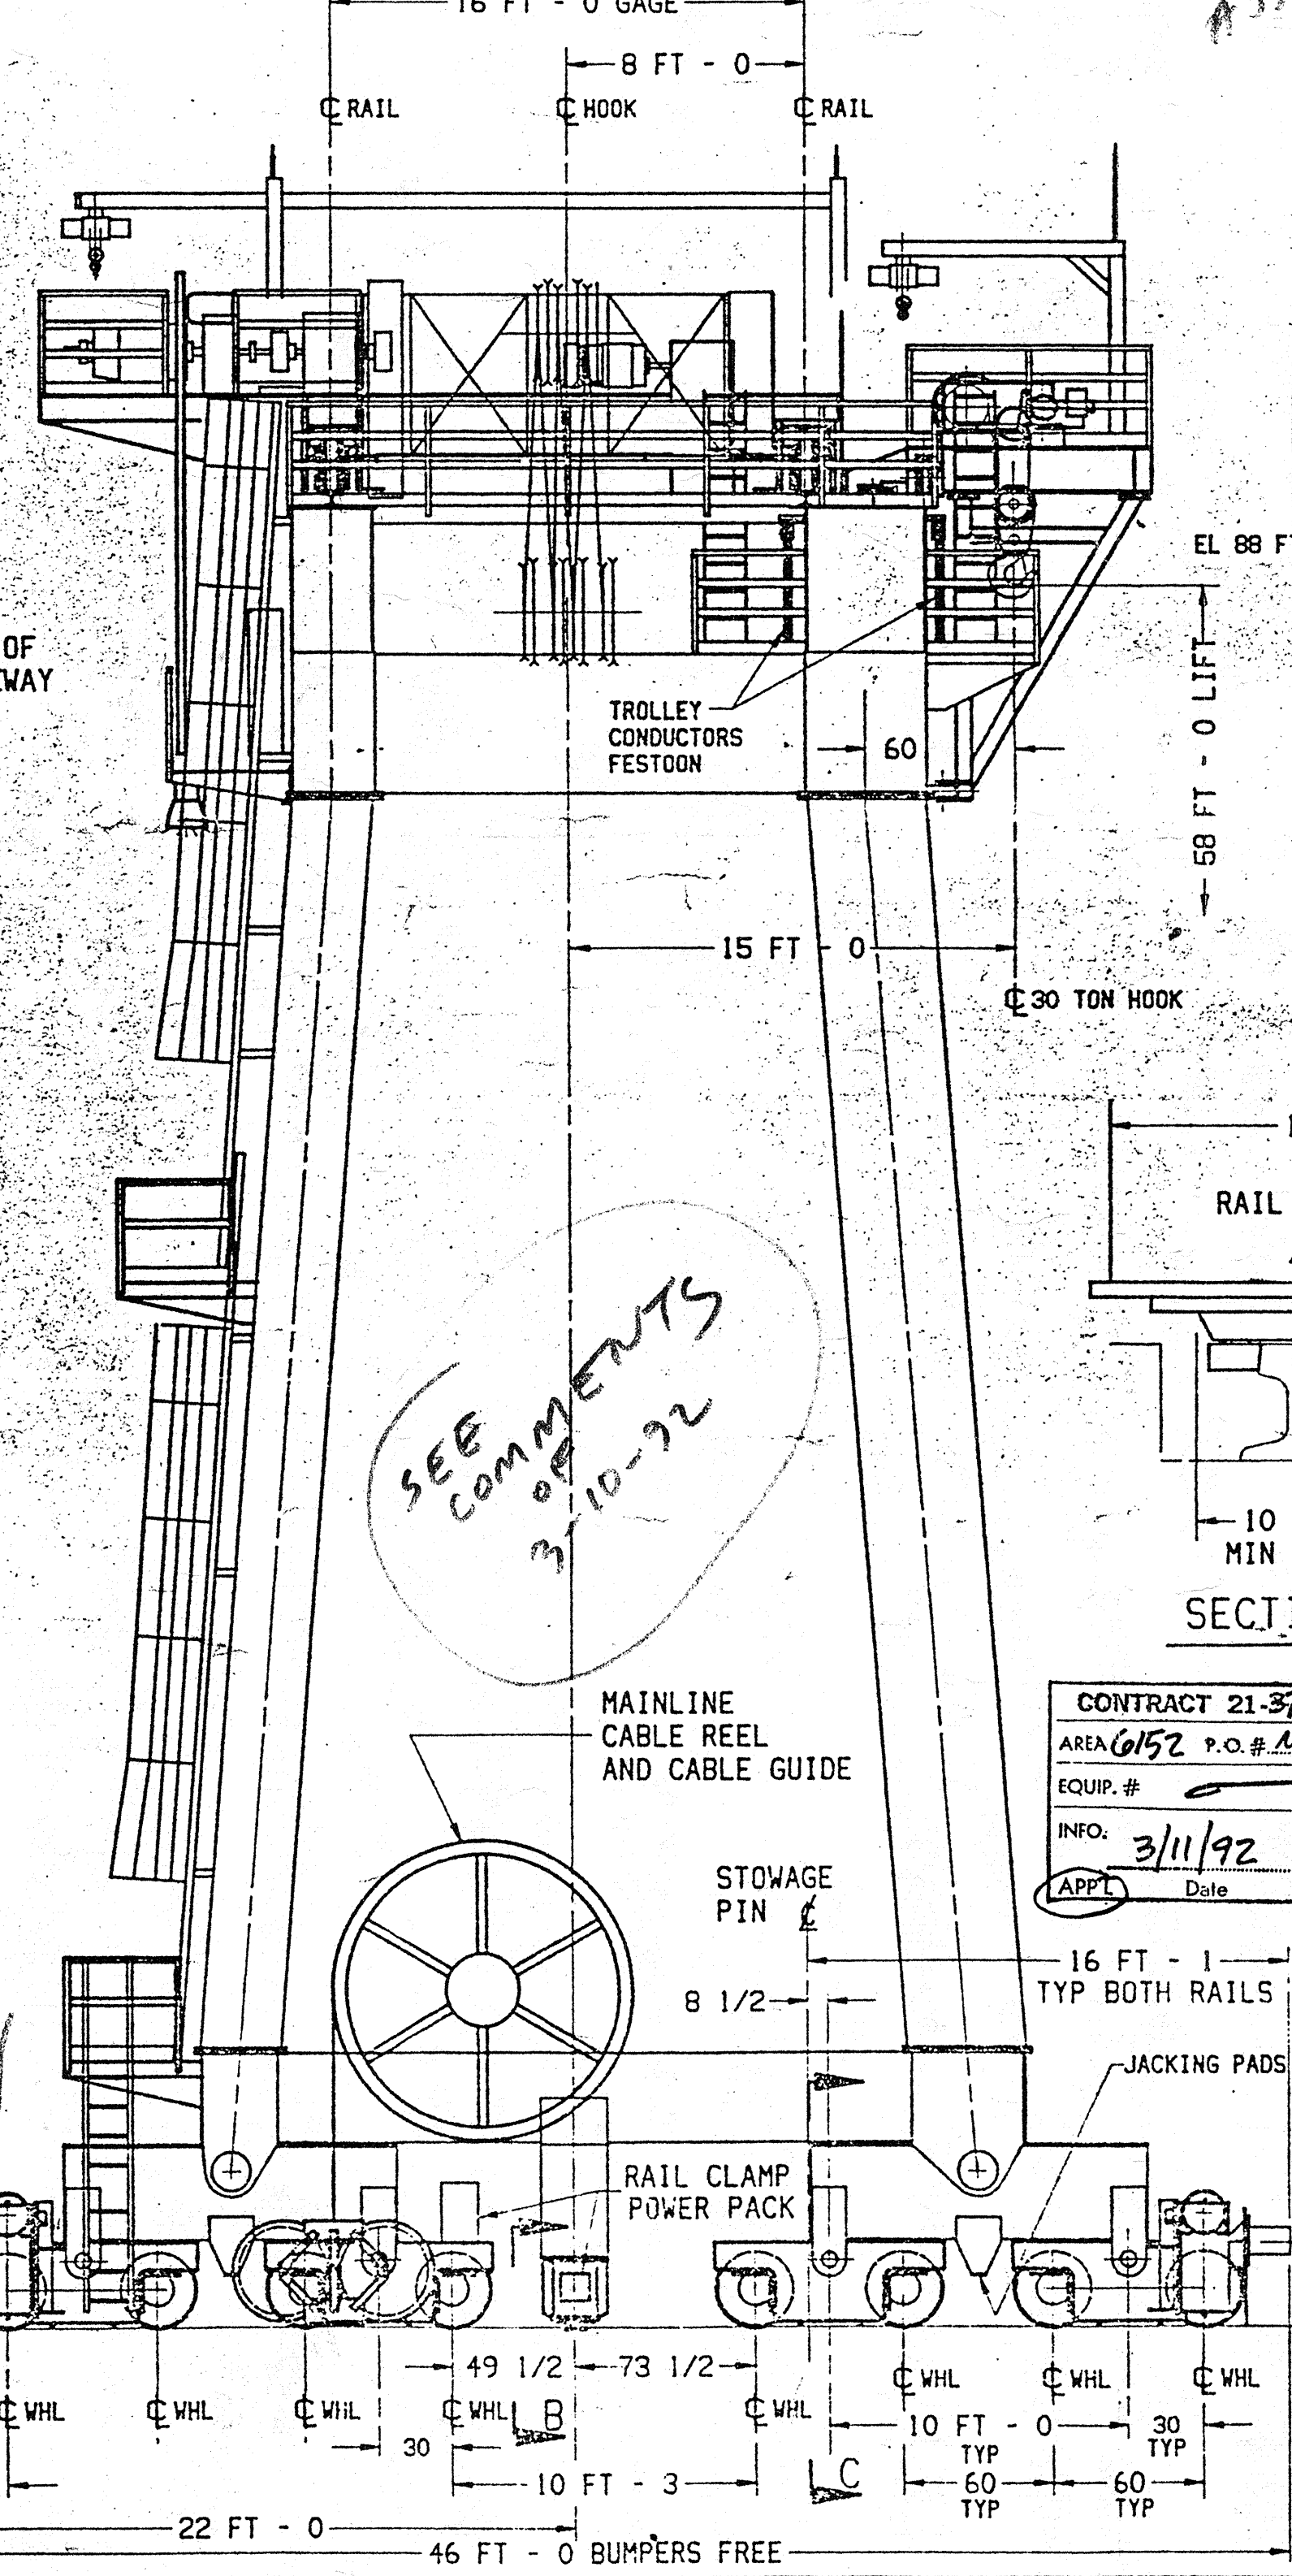 16 FT - 0 GAGE
8 FT - 0
℄ RAIL
℄ HOOK
℄ RAIL
EL 88
OF
58 FT - 0 LIFT
TROLLEY
CONDUCTORS
FESTOON
60
15 FT - 0
℄ 30 TON HOOK
RAIL
SEE
COMMENTS
OF
3-10-92
10
MIN
MAINLINE
CABLE REEL
AND CABLE GUIDE
CONTRACT 21-37
AREA 6152 P.O. #
EQUIP. #
INFO: 3/11/92
APP'L Date
STOWAGE
PIN ℄
16 FT - 1
TYP BOTH RAILS
8 1/2
JACKING PADS
RAIL CLAMP
POWER PACK
49 1/2 73 1/2
℄ WHL ℄ WHL ℄ WHL ℄ WHL ℄ WHL ℄ WHL ℄ WHL ℄ WHL
B
10 FT - 0
TYP
30
TYP
30
10 FT - 3
C
60
TYP
60
TYP
22 FT - 0
46 FT - 0 BUMPERS FREE